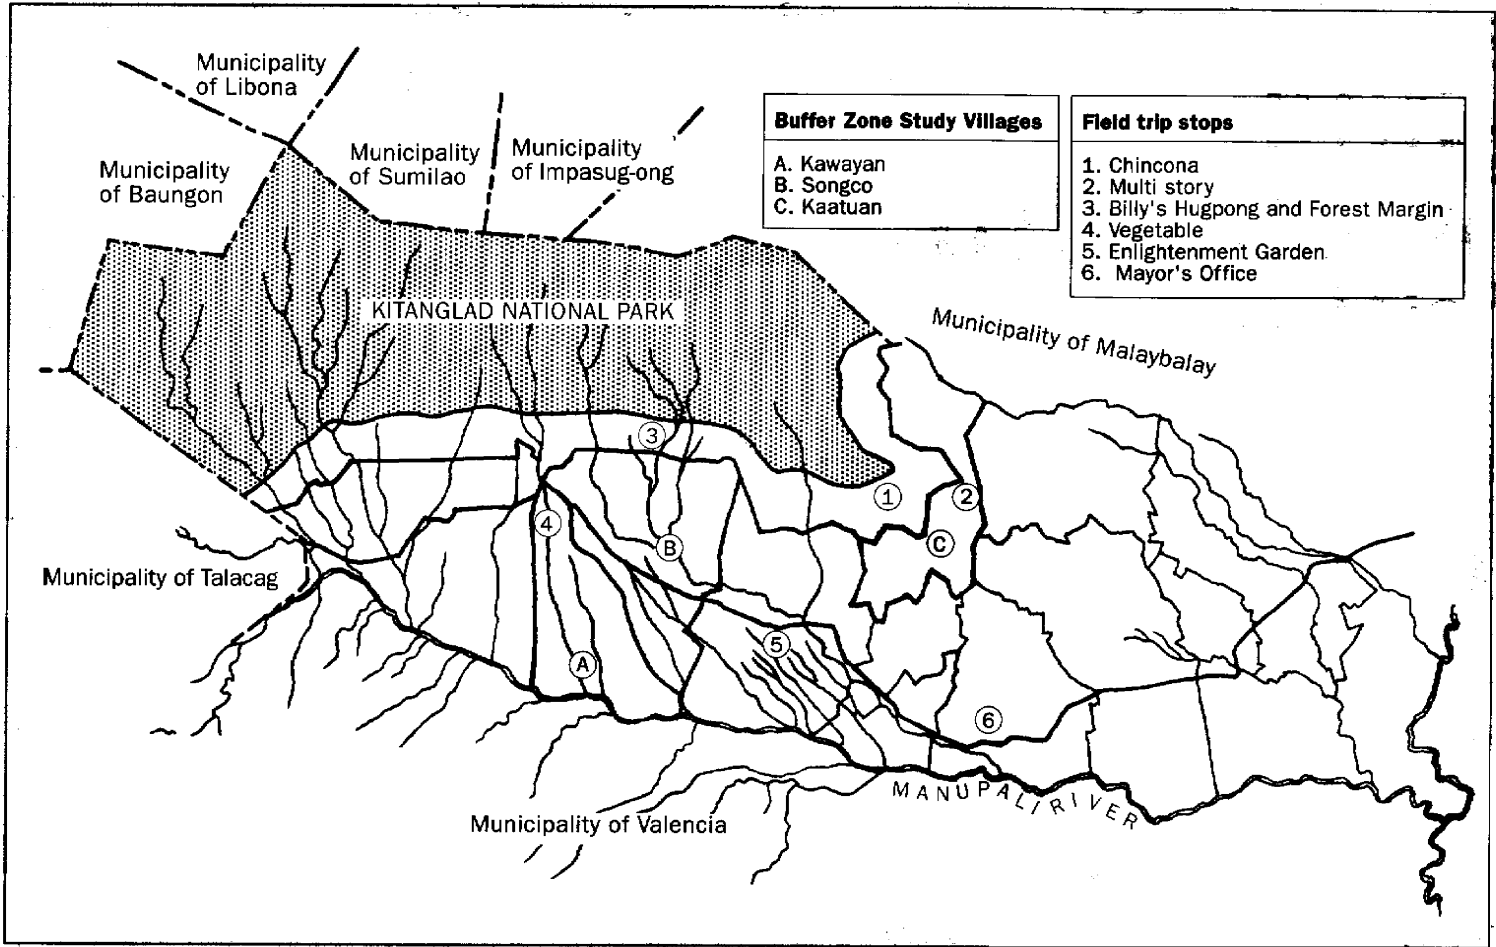 Municipality
of Libona
Municipality
of Baungon
Municipality
of Sumilao
Municipality
of Impasug-ong
Buffer Zone Study Villages
A. Kawayan
B. Songco
C. Kaatuan
Field trip stops
1. Chincona
2. Multi story
3. Billy's Hugpong and Forest Margin
4. Vegetable
5. Enlightenment Garden
6. Mayor's Office
KITANGLAD NATIONAL PARK
Municipality of Malaybalay
3
1
2
4
B
C
Municipality of Talacag
5
A
6
MANUPALI RIVER
Municipality of Valencia